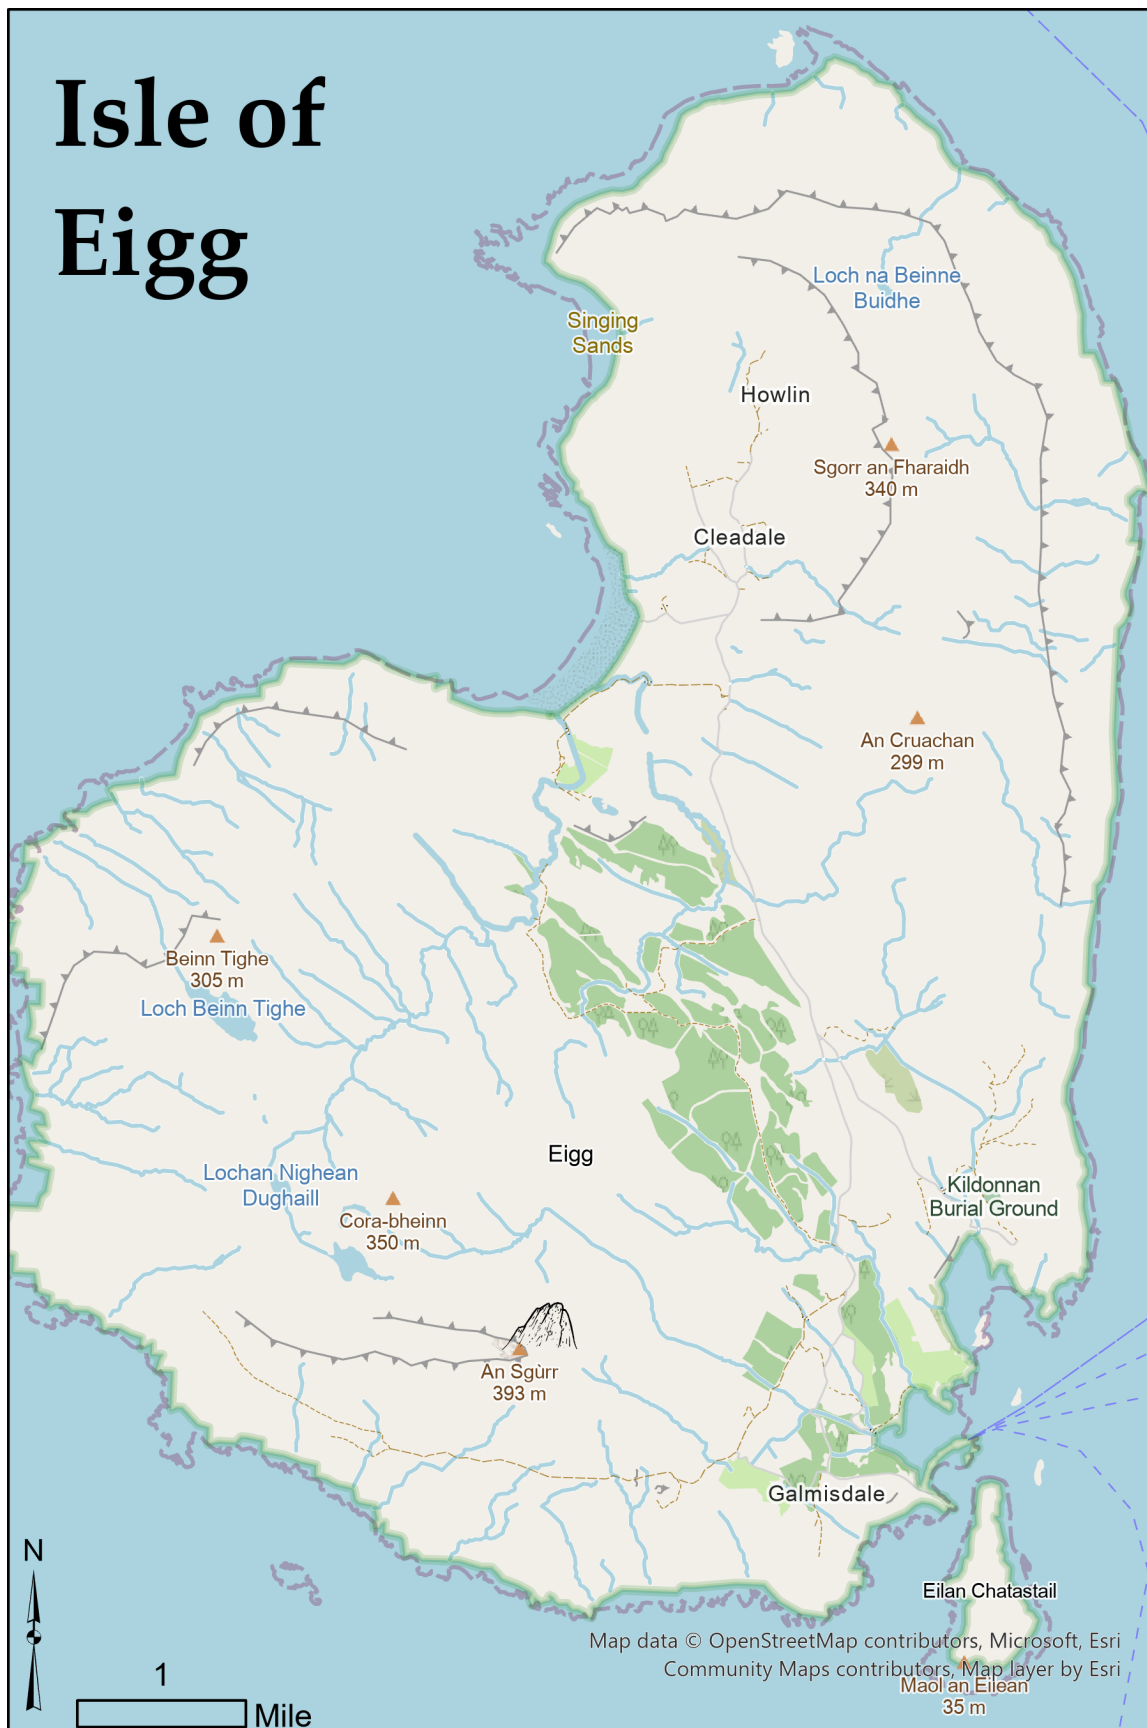 Isle of
Eigg
Loch na Beinne
Buidhe
Singing
Sands
Howlin
Sgorr an Fharaidh
340 m
Cleadale
An Cruachan
299 m
Beinn Tighe
305 m
Loch Beinn Tighe
Eigg
Lochan Nighean
Dughaill
Kildonnan
Burial Ground
Cora-bheinn
350 m
An Sgùrr
393 m
Galmisdale
N
Eilan Chatastail
Map data © OpenStreetMap contributors, Microsoft, Esri
Community Maps contributors, Map layer by Esri
Maol an Eilean
35 m
1
Mile